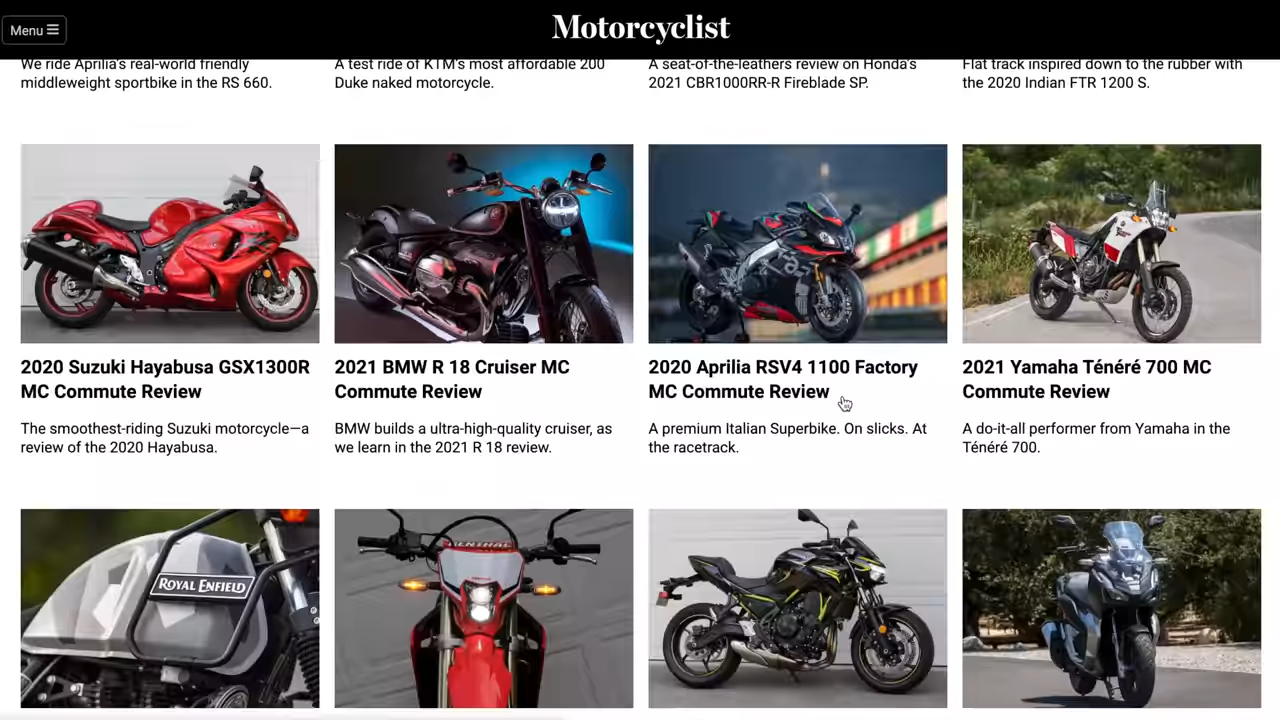 Menu
Motorcyclist
We ride Aprilia's real-world friendly
middleweight sportbike in the RS 660.
A test ride of KTM's most affordable 200
Duke naked motorcycle.
A seat-of-the-leathers review on Honda's
2021 CBR1000RR-R Fireblade SP.
Flat track inspired down to the rubber with
the 2020 Indian FTR 1200 S.
2020 Suzuki Hayabusa GSX1300R
MC Commute Review
The smoothest-riding Suzuki motorcycle—a
review of the 2020 Hayabusa.
2021 BMW R 18 Cruiser MC
Commute Review
BMW builds a ultra-high-quality cruiser, as
we learn in the 2021 R 18 review.
2020 Aprilia RSV4 1100 Factory
MC Commute Review
A premium Italian Superbike. On slicks. At
the racetrack.
2021 Yamaha Ténéré 700 MC
Commute Review
A do-it-all performer from Yamaha in the
Ténéré 700.
ROYAL ENFIELD
RENTHAL